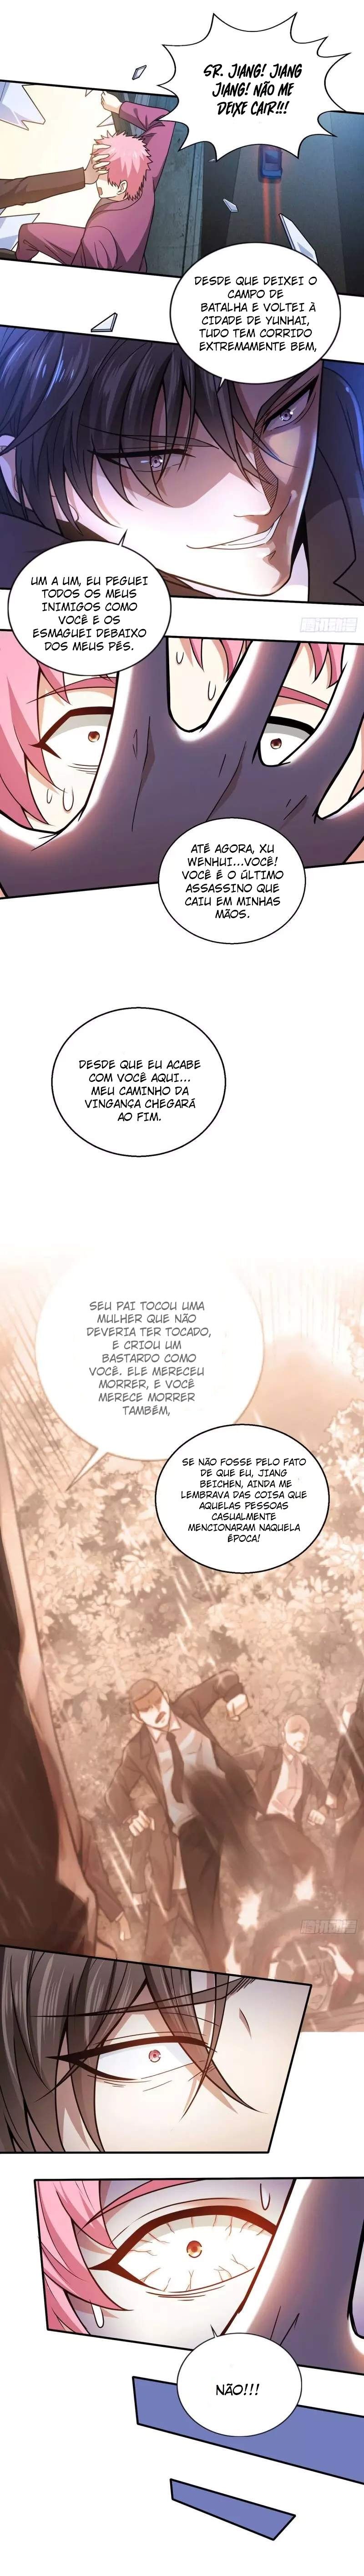 SR. JIANG! JIANG
JIANG! NÃO ME
DEIXE CAIR!!!
DESDE QUE DEIXEI O
CAMPO DE
BATALHA E VOLTEI À
CIDADE DE YUNHAI,
TUDO TEM CORRIDO
EXTREMAMENTE BEM,
UM A UM, EU PEGUEI
TODOS OS MEUS
INIMIGOS COMO
VOCÊ E OS
ESMAGUEI DEBAIXO
DOS MEUS PÉS.
ATÉ AGORA, XU
WENHUI...VOCÊ!
VOCÊ É O ÚLTIMO
ASSASSINO QUE
CAIU EM MINHAS
MÃOS.
DESDE QUE EU ACABE
COM VOCÊ AQUI...
MEU CAMINHO DA
VINGANÇA CHEGARÁ
AO FIM.
SEU PAI TOCOU UMA
MULHER QUE NÃO
DEVERIA TER TOCADO,
E CRIOU UM
BASTARDO COMO
VOCÊ. ELE MERECEU
MORRER, E VOCÊ
MERECE MORRER
TAMBÉM,
SE NÃO FOSSE PELO FATO
DE QUE EU, JIANG
BEICHEN, AINDA ME
LEMBRAVA DAS COISA QUE
AQUELAS PESSOAS
CASUALMENTE
MENCIONARAM NAQUELA
ÉPOCA!
NÃO!!!